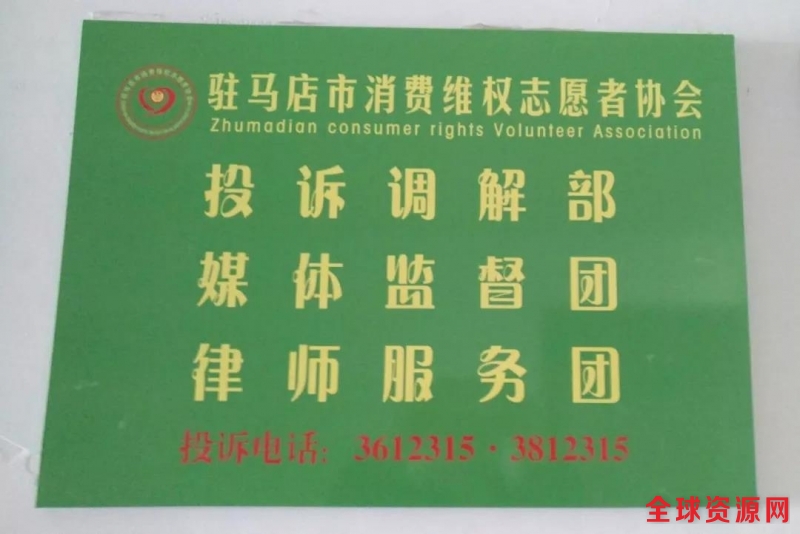 驻马店市消费维权志愿者协会
Zhumadian consumer rights Volunteer Association
投诉调解部
媒体监督团
律师服务团
投诉电话：3612315·3812315
全球资源网